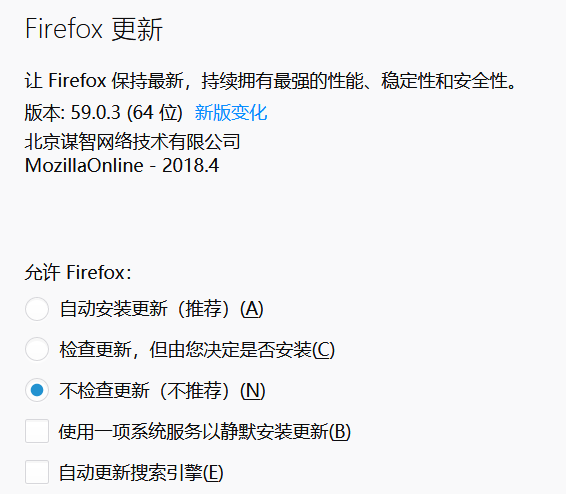 Firefox 更新
让 Firefox 保持最新，持续拥有最强的性能、稳定性和安全性。
版本: 59.0.3 (64 位) 新版变化
北京谋智网络技术有限公司
MozillaOnline - 2018.4
允许 Firefox：
自动安装更新（推荐）(A)
检查更新，但由您决定是否安装(C)
不检查更新（不推荐）(N)
使用一项系统服务以静默安装更新(B)
自动更新搜索引擎(E)